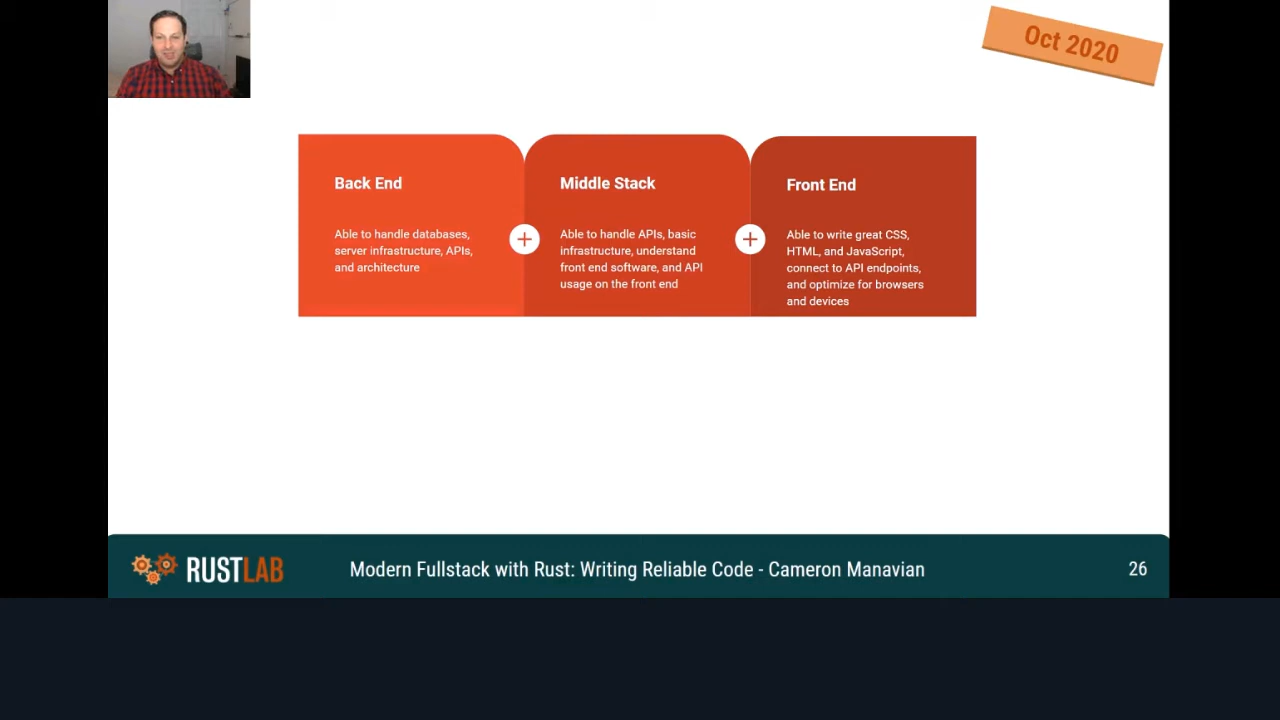 Oct 2020
Back End
Able to handle databases,
server infrastructure, APIs,
and architecture
Middle Stack
Able to handle APIs, basic
infrastructure, understand
front end software, and API
usage on the front end
Front End
Able to write great CSS,
HTML, and JavaScript,
connect to API endpoints,
and optimize for browsers
and devices
RUSTLAB
Modern Fullstack with Rust: Writing Reliable Code - Cameron Manavian
26